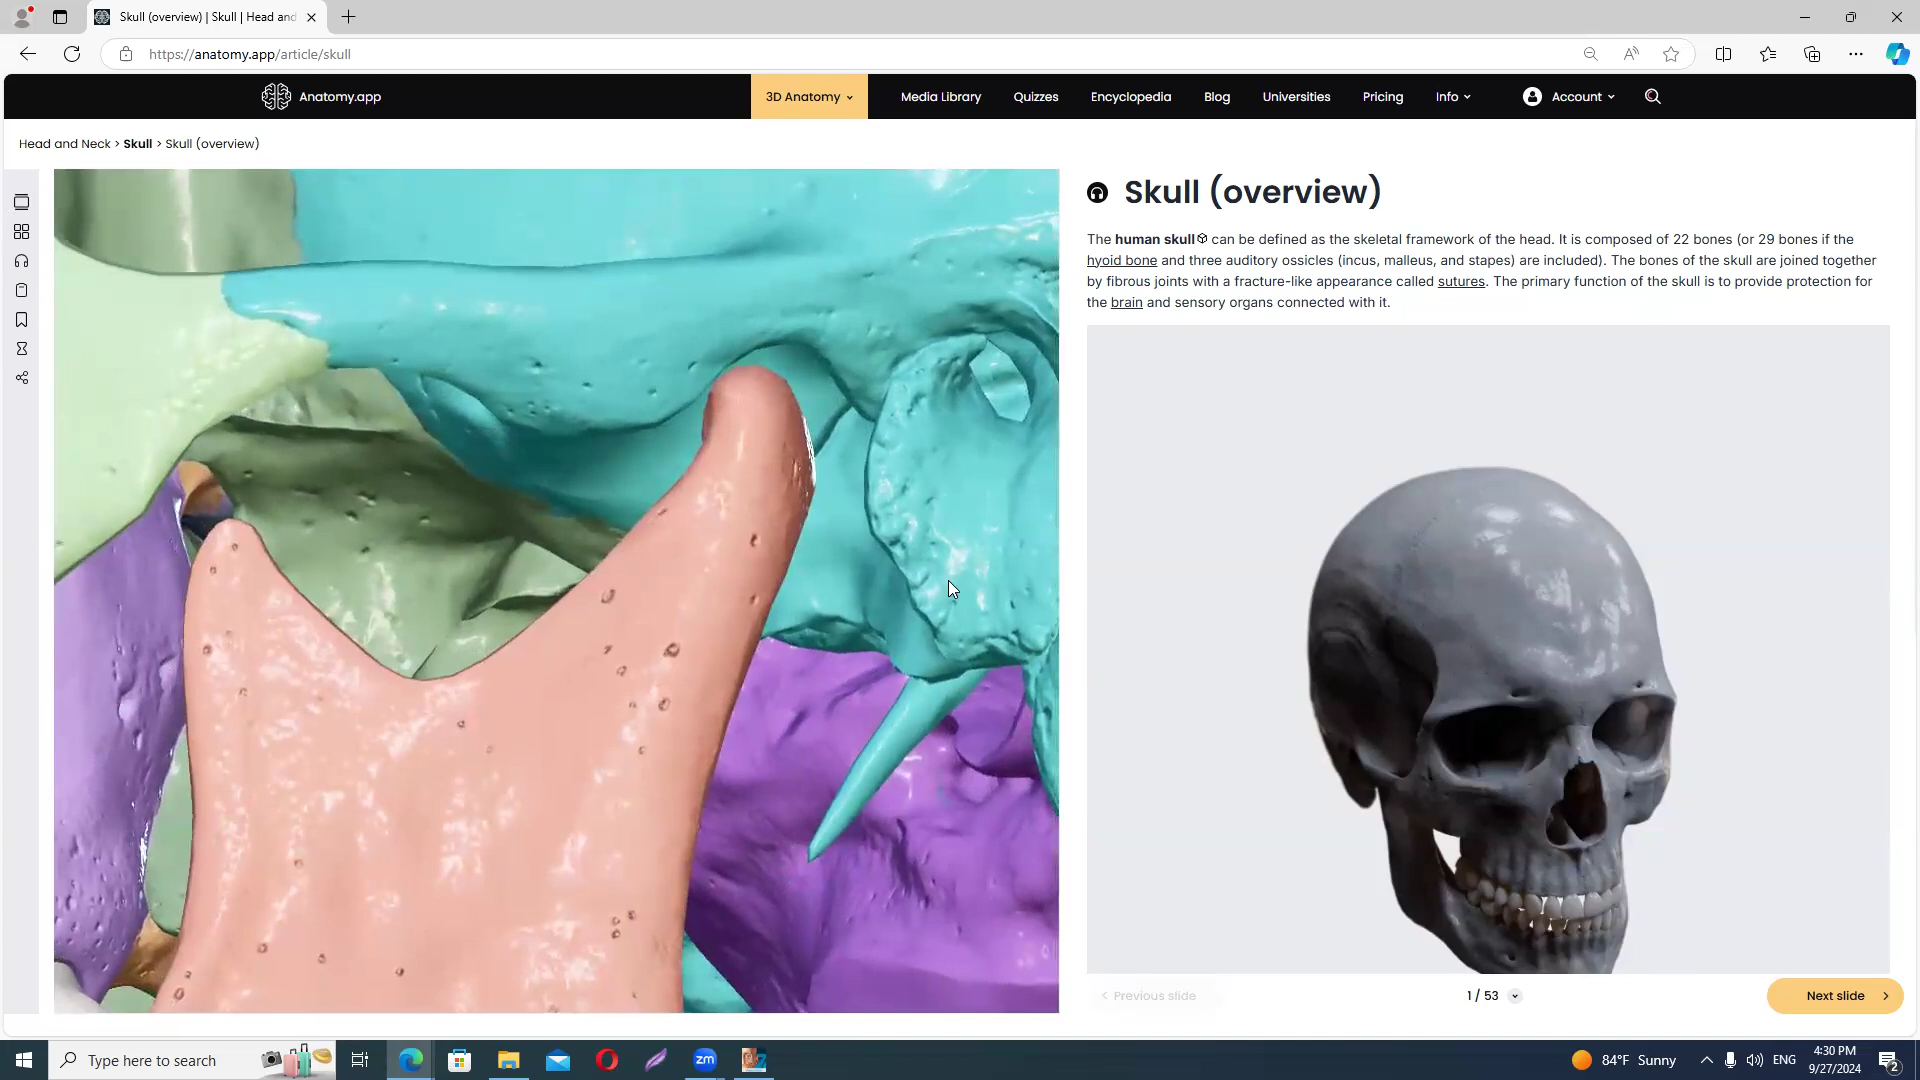 Skull (overview) | Skull | Head and
https://anatomy.app/article/skull
Anatomy.app
3D Anatomy
Media Library
Quizzes
Encyclopedia
Blog
Universities
Pricing
Info
Account
Head and Neck > Skull > Skull (overview)
Skull (overview)
The human skull can be defined as the skeletal framework of the head. It is composed of 22 bones (or 29 bones if the
hyoid bone and three auditory ossicles (incus, malleus, and stapes) are included). The bones of the skull are joined together
by fibrous joints with a fracture-like appearance called sutures. The primary function of the skull is to provide protection for
the brain and sensory organs connected with it.
< Previous slide
1 / 53
Next slide >
Type here to search
zm
84°F Sunny
ENG
4:30 PM
9/27/2024
2